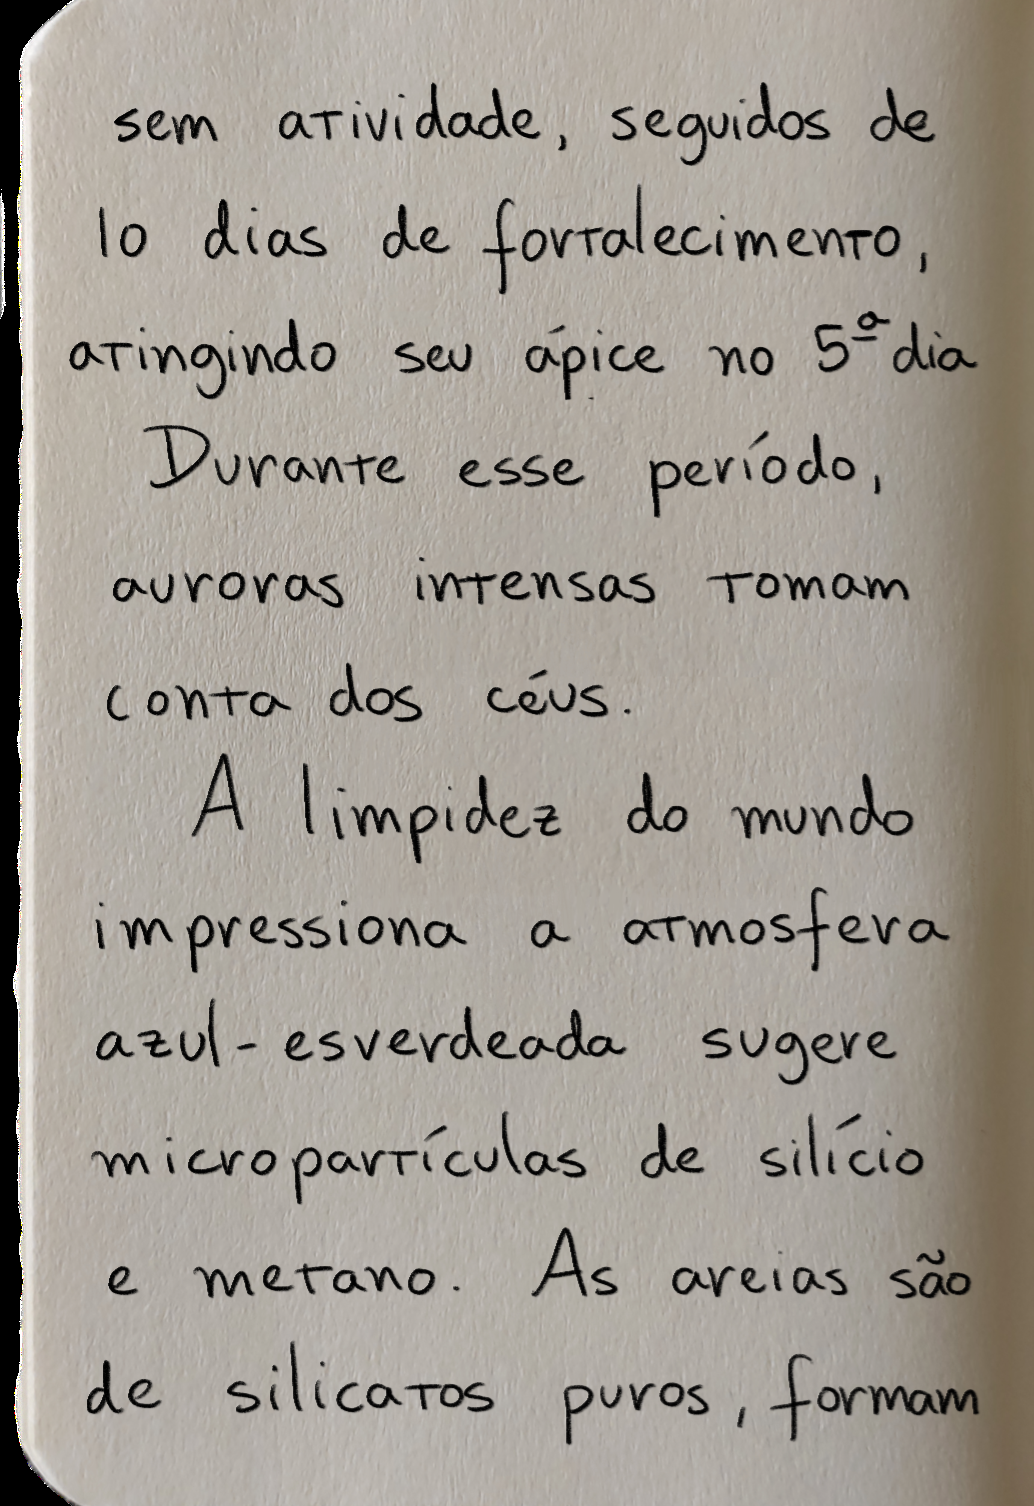 sem atividade, seguidos de
10 dias de fortalecimento,
atingindo seu ápice no 5ª dia
Durante esse período,
auroras intensas tomam
conta dos céus.
A limpidez do mundo
impressiona a atmosfera
azul-esverdeada sugere
micropartículas de silício
e metano. As areias são
de silicatos puros, formam